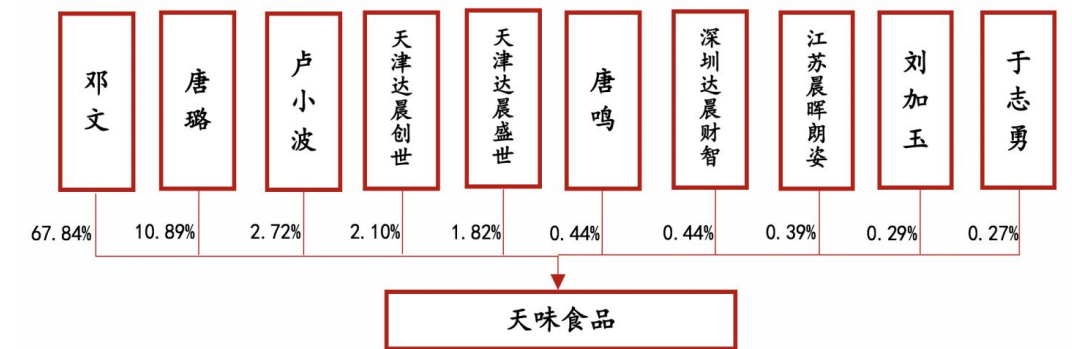 邓文
唐璐
卢小波
天津达晨创世
天津达晨盛世
唐鸣
深圳达晨财智
江苏晨晖朗姿
刘加玉
于志勇
67.84%
10.89%
2.72%
2.10%
1.82%
0.44%
0.44%
0.39%
0.29%
0.27%
天味食品